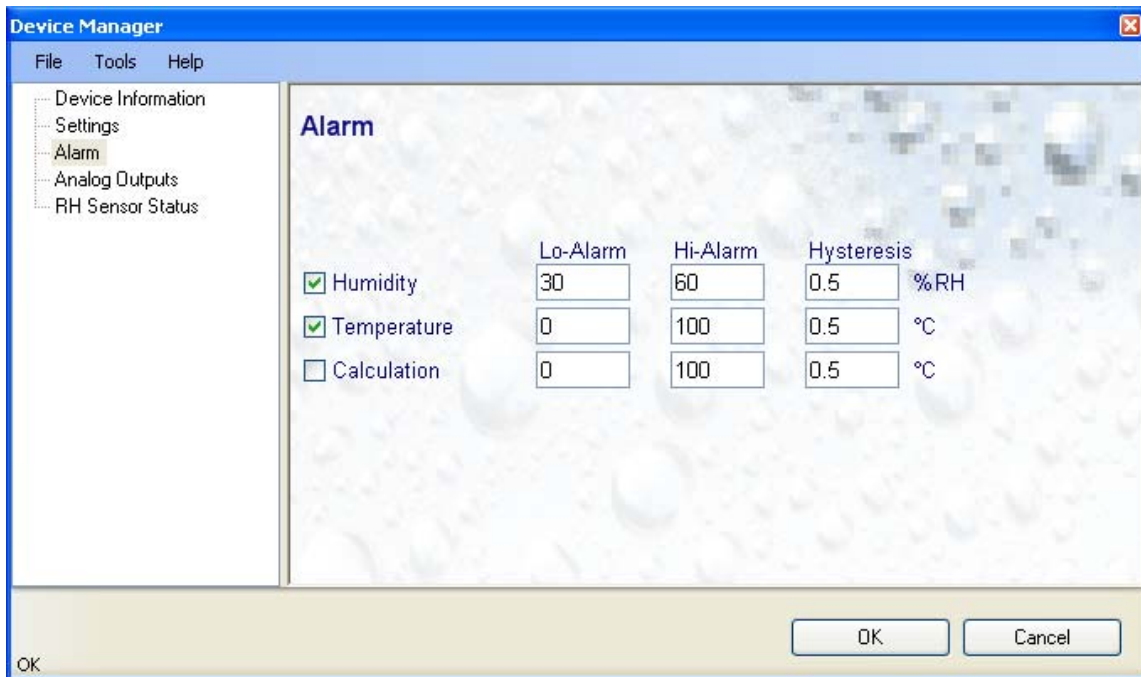 Device Manager
File Tools Help
Device Information
Settings
Alarm
Analog Outputs
RH Sensor Status
Alarm
Lo-Alarm Hi-Alarm Hysteresis
Humidity 30 60 0.5 %RH
Temperature 0 100 0.5 °C
Calculation 0 100 0.5 °C
OK Cancel
OK